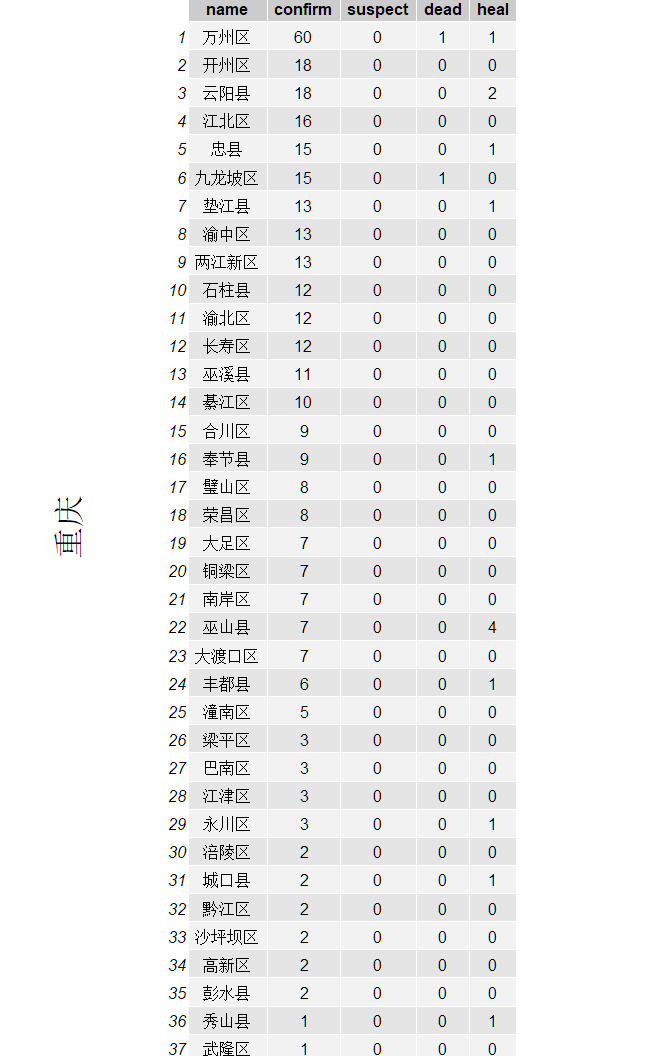 name confirm suspect dead heal
1 万州区 60 0 1 1
2 开州区 18 0 0 0
3 云阳县 18 0 0 2
4 江北区 16 0 0 0
5 忠县 15 0 0 1
6 九龙坡区 15 0 1 0
7 垫江县 13 0 0 1
8 渝中区 13 0 0 0
9 两江新区 13 0 0 0
10 石柱县 12 0 0 0
11 渝北区 12 0 0 0
12 长寿区 12 0 0 0
13 巫溪县 11 0 0 0
14 綦江区 10 0 0 0
15 合川区 9 0 0 0
16 奉节县 9 0 0 1
17 璧山区 8 0 0 0
18 荣昌区 8 0 0 0
19 大足区 7 0 0 0
20 铜梁区 7 0 0 0
21 南岸区 7 0 0 0
22 巫山县 7 0 0 4
23 大渡口区 7 0 0 0
24 丰都县 6 0 0 1
25 潼南区 5 0 0 0
26 梁平区 3 0 0 0
27 巴南区 3 0 0 0
28 江津区 3 0 0 0
29 永川区 3 0 0 1
30 涪陵区 2 0 0 0
31 城口县 2 0 0 1
32 黔江区 2 0 0 0
33 沙坪坝区 2 0 0 0
34 高新区 2 0 0 0
35 彭水县 2 0 0 0
36 秀山县 1 0 0 1
37 武隆区 1 0 0 0
重庆